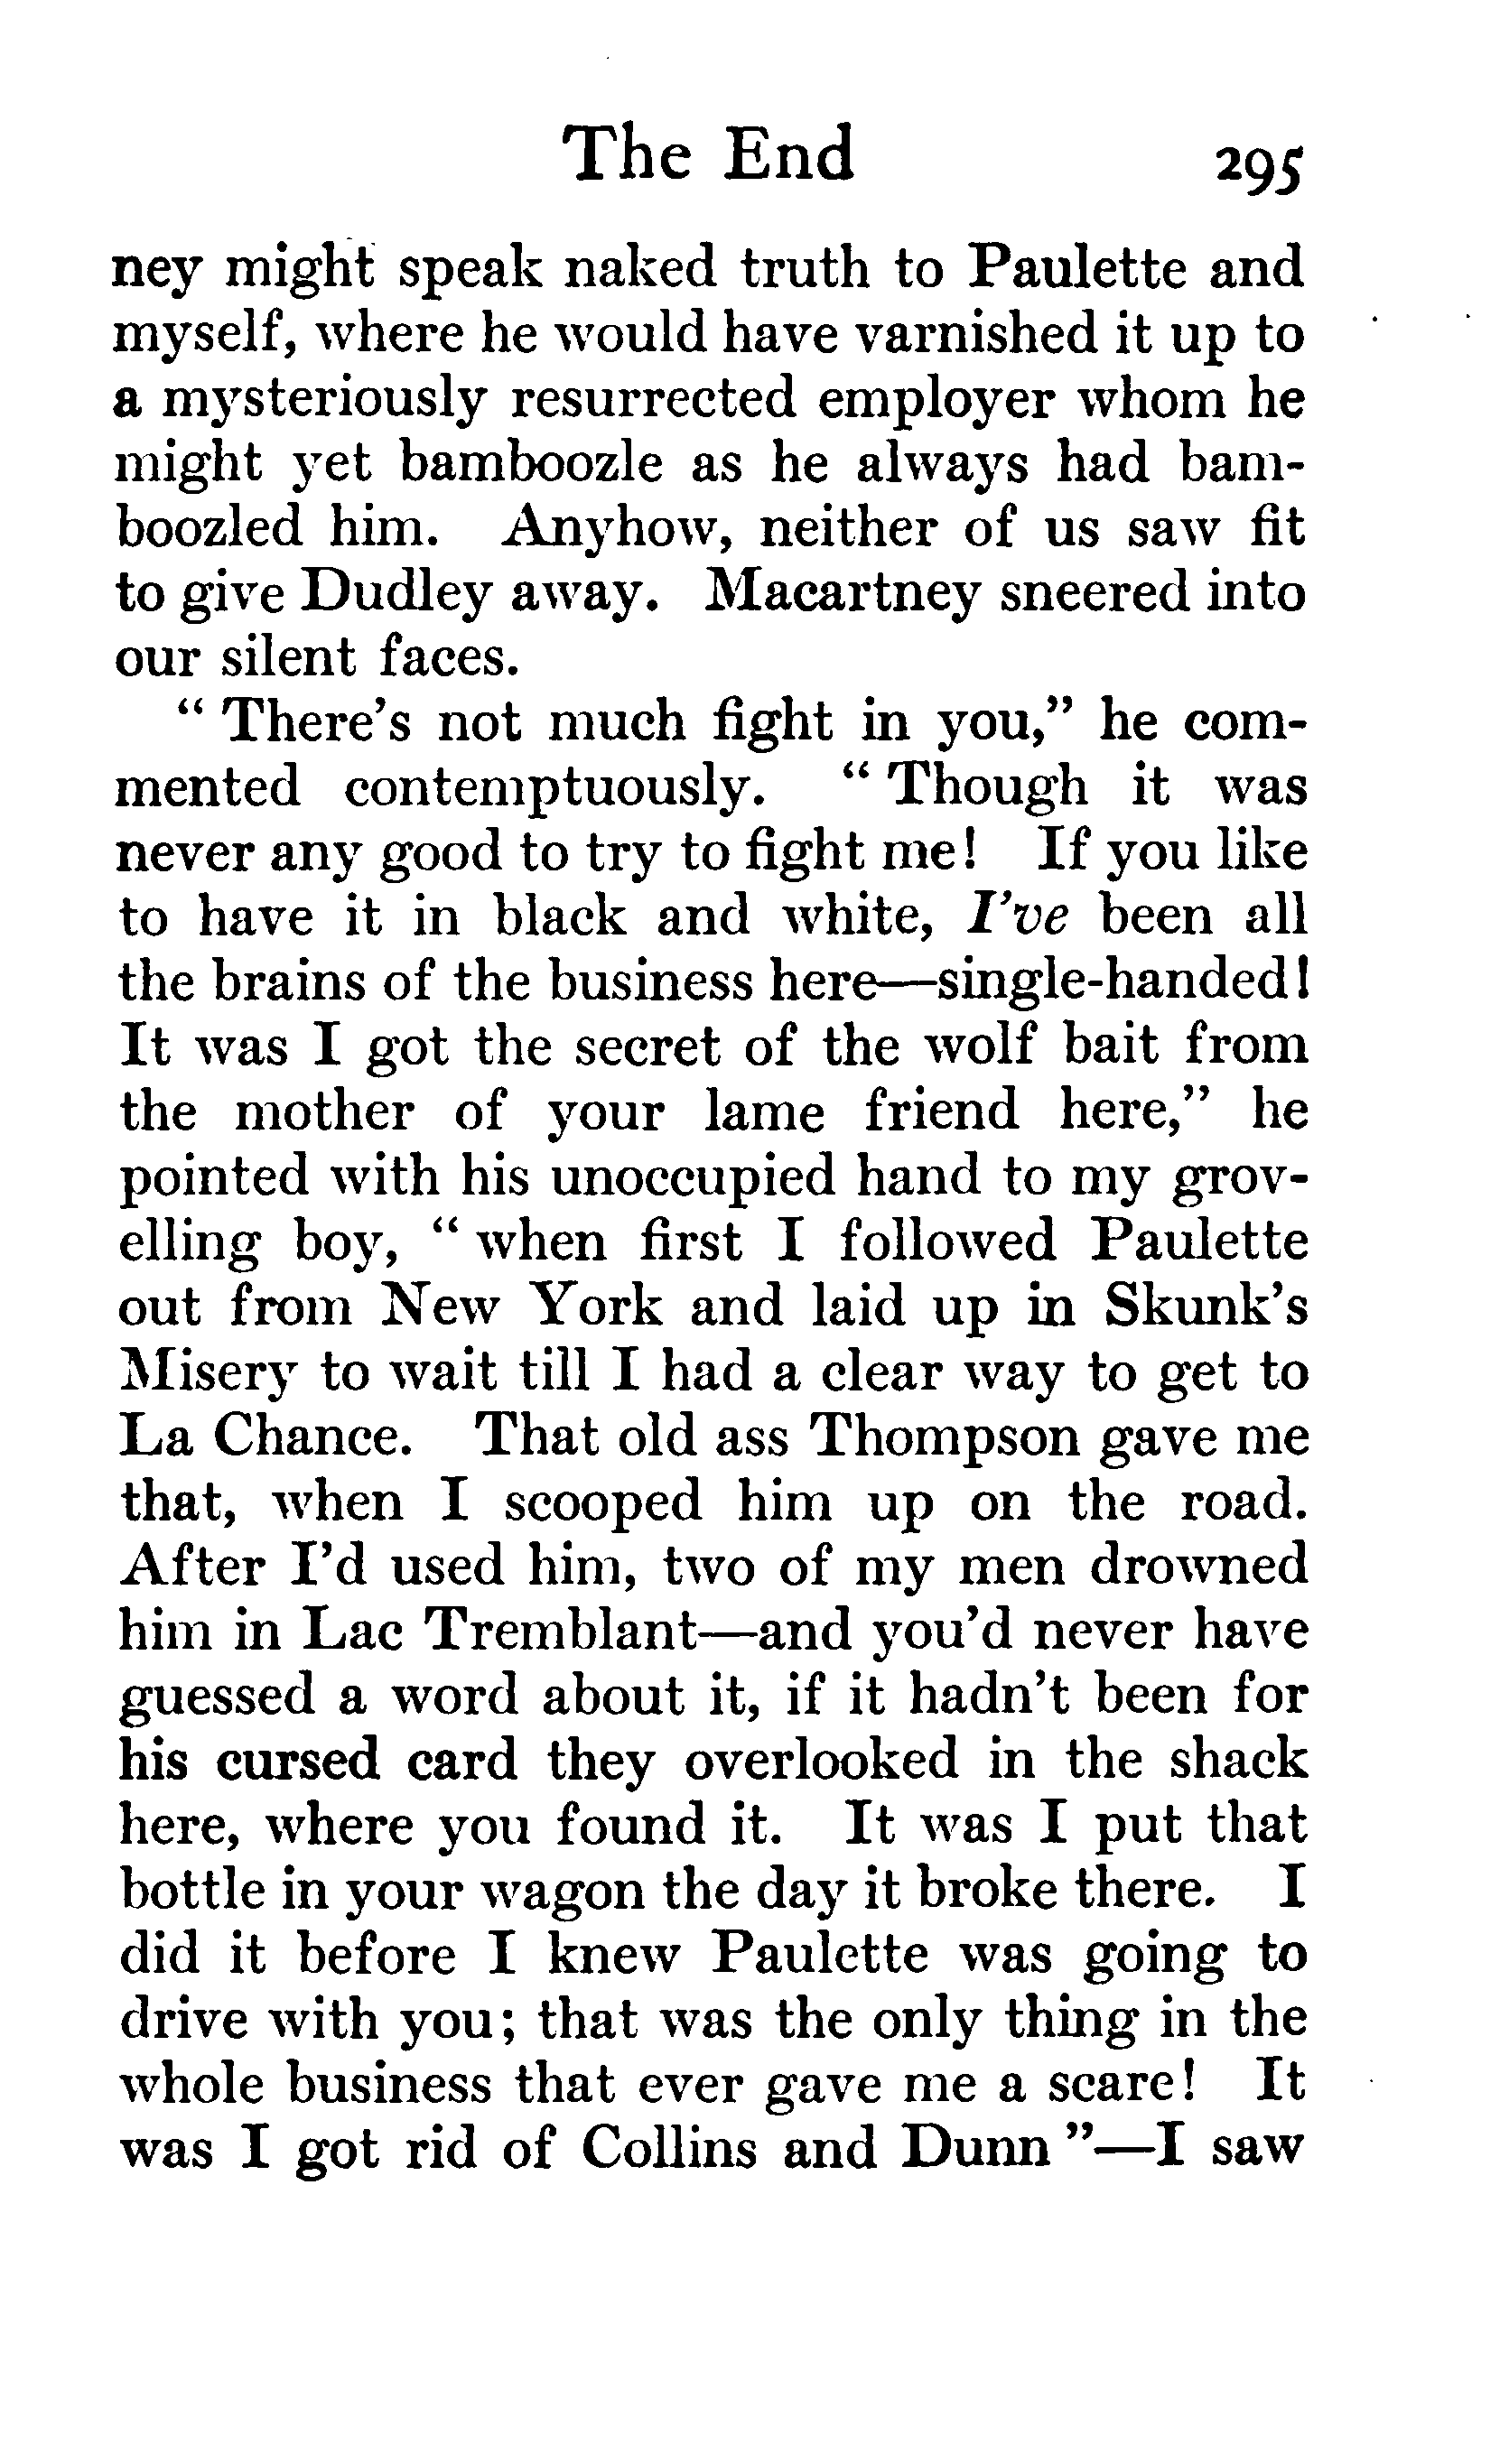 The End 295
ney might speak naked truth to Paulette and
myself, where he would have varnished it up to
a mysteriously resurrected employer whom he
might yet bamboozle as he always had bam-
boozled him. Anyhow, neither of us saw fit
to give Dudley away. Macartney sneered into
our silent faces.
“ There’s not much fight in you,” he com-
mented contemptuously. “ Though it was
never any good to try to fight me! If you like
to have it in black and white, I’ve been all
the brains of the business here—single-handed!
It was I got the secret of the wolf bait from
the mother of your lame friend here,” he
pointed with his unoccupied hand to my grov-
elling boy, “ when first I followed Paulette
out from New York and laid up in Skunk’s
Misery to wait till I had a clear way to get to
La Chance. That old ass Thompson gave me
that, when I scooped him up on the road.
After I’d used him, two of my men drowned
him in Lac Tremblant—and you’d never have
guessed a word about it, if it hadn’t been for
his cursed card they overlooked in the shack
here, where you found it. It was I put that
bottle in your wagon the day it broke there. I
did it before I knew Paulette was going to
drive with you; that was the only thing in the
whole business that ever gave me a scare! It
was I got rid of Collins and Dunn ”—I saw